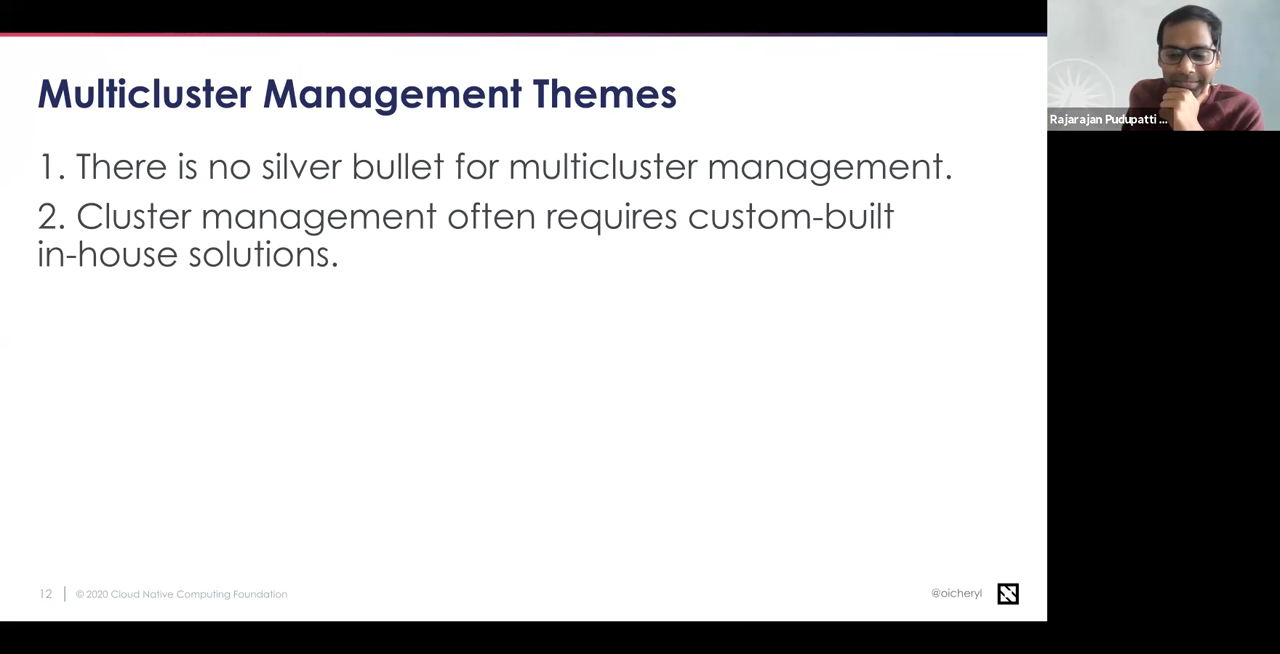 Multicluster Management Themes
1. There is no silver bullet for multicluster management.
2. Cluster management often requires custom-built
in-house solutions.
Rajarajan Pudupatti ...
12
© 2020 Cloud Native Computing Foundation
@oicheryl